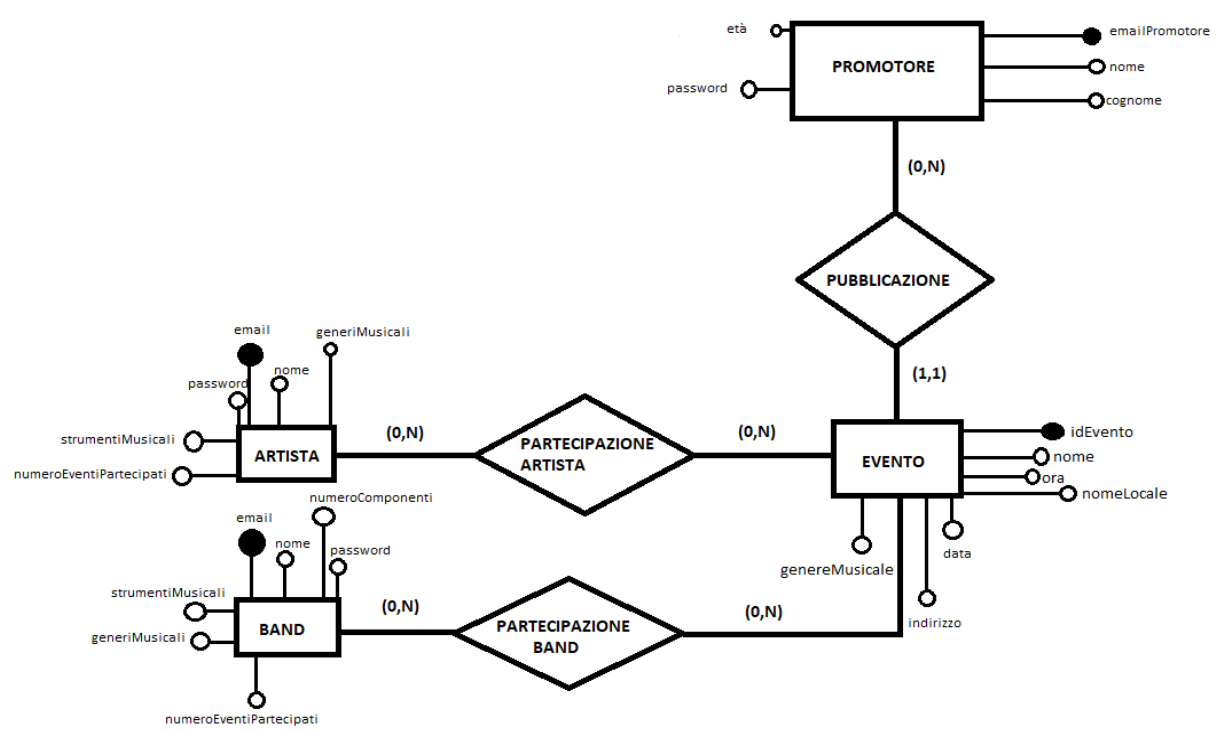 età
emailPromotore
PROMOTORE
nome
password
cognome
(0,N)
PUBBLICAZIONE
(1,1)
email
generiMusicali
nome
password
strumentiMusicali
ARTISTA
numeroEventiPartecipati
(0,N)
PARTECIPAZIONE
ARTISTA
(0,N)
EVENTO
idEvento
nome
ora
nomeLocale
data
genereMusicale
indirizzo
numeroComponenti
email
nome
password
strumentiMusicali
generiMusicali
BAND
numeroEventiPartecipati
(0,N)
PARTECIPAZIONE
BAND
(0,N)